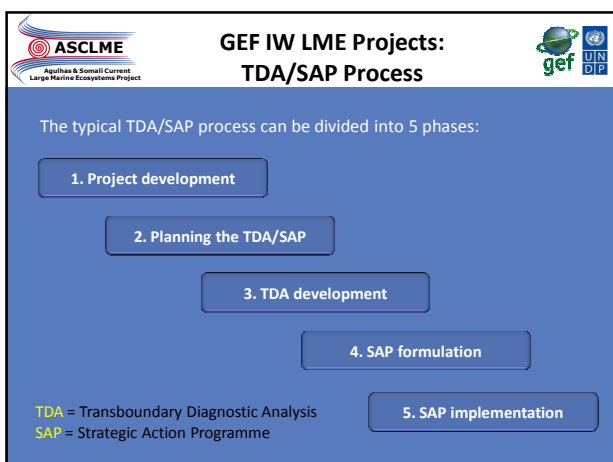 ASCLME
Agulhas & Somali Current
Large Marine Ecosystems Project
GEF IW LME Projects:
TDA/SAP Process
gef
U N
D P
The typical TDA/SAP process can be divided into 5 phases:
1. Project development
2. Planning the TDA/SAP
3. TDA development
4. SAP formulation
5. SAP implementation
TDA = Transboundary Diagnostic Analysis
SAP = Strategic Action Programme